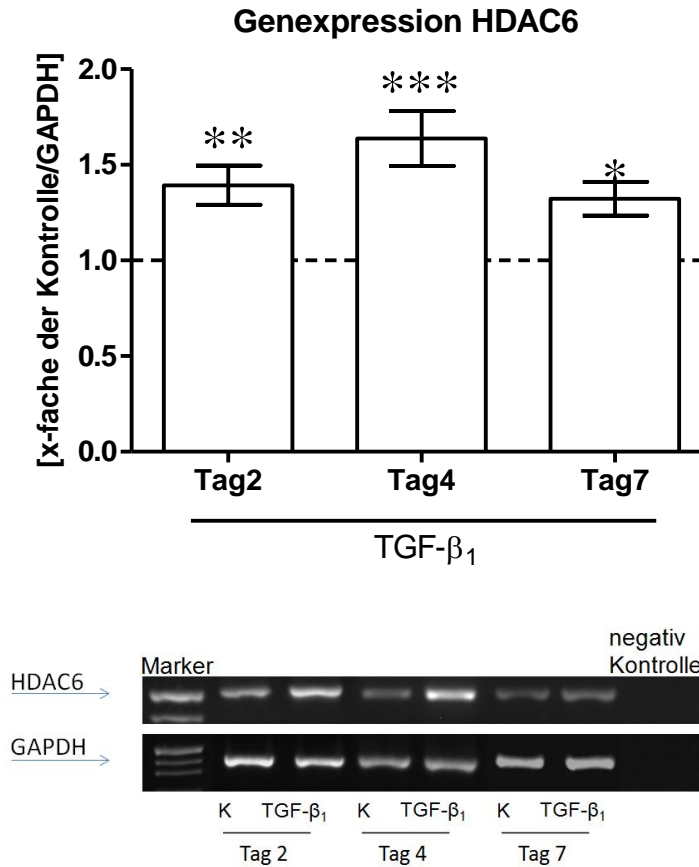 Genexpression HDAC6
[x-fache der Kontrolle/GAPDH]
2.0
1.5
1.0
0.5
0.0
**
***
*
Tag2 Tag4 Tag7
TGF-β₁
negativ
Marker Kontrolle
HDAC6
GAPDH
K TGF-β₁ K TGF-β₁ K TGF-β₁
Tag 2 Tag 4 Tag 7